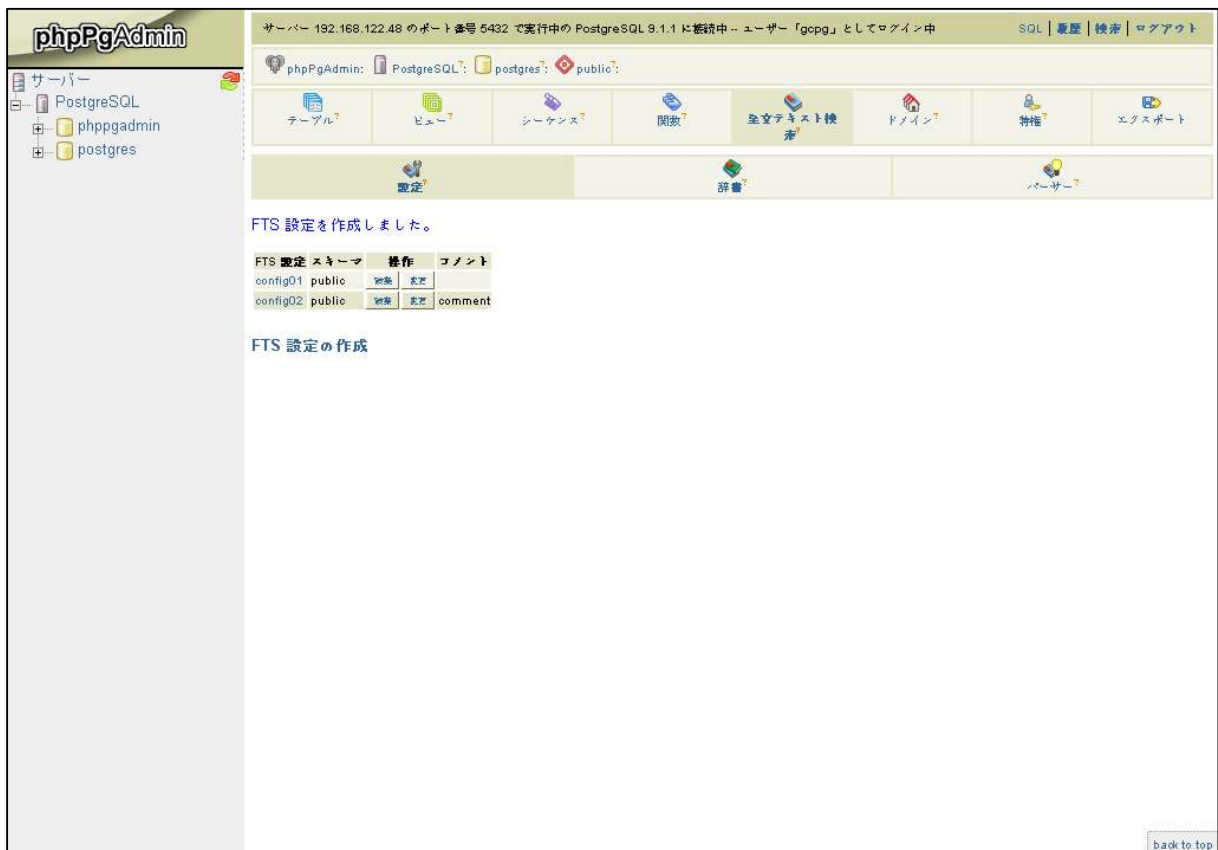 phpPgAdmin
サーバー
PostgreSQL
phppgadmin
postgres
サーバー 192.168.122.48 のポート番号 5432 で実行中の PostgreSQL 9.1.1 に接続中 -- ユーザー「gcpg」としてログイン中
SQL | 履歴 | 検索 | ログアウト
phpPgAdmin: PostgreSQL?: postgres?: public?:
テーブル? ビュー? シーケンス? 関数? 全文テキスト検索? ドメイン? 特権? エクスポート
設定? 辞書? パーサー?
FTS 設定を作成しました。
FTS 設定 スキーマ 操作 コメント
config01 public 破棄 変更
config02 public 破棄 変更 comment
FTS 設定の作成
back to top